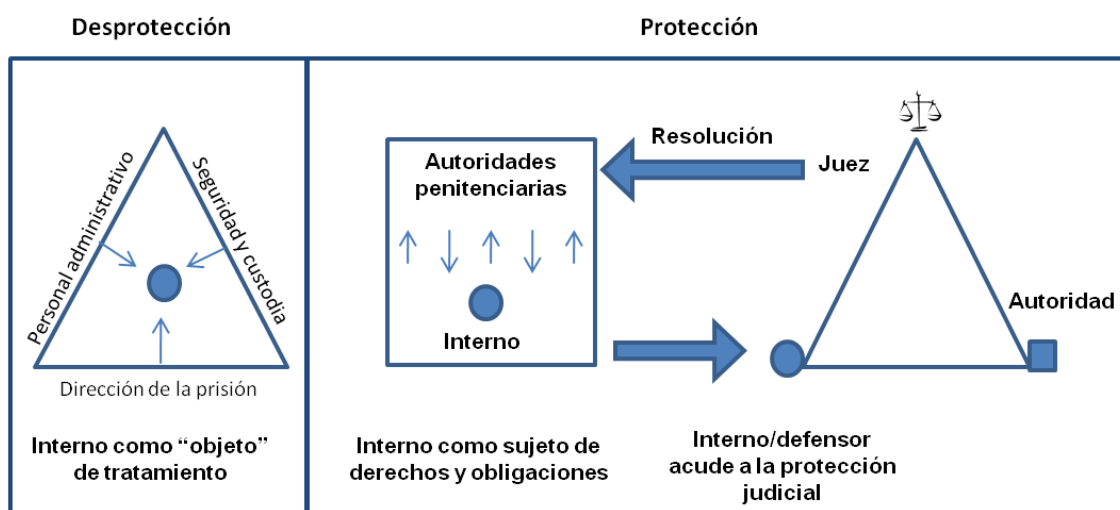 Desprotección
Protección
Personal administrativo
Seguridad y custodia
Dirección de la prisión
Interno como “objeto”
de tratamiento
Autoridades
penitenciarias
Interno
Interno como sujeto de
derechos y obligaciones
Resolución
Juez
Autoridad
Interno/defensor
acude a la protección
judicial